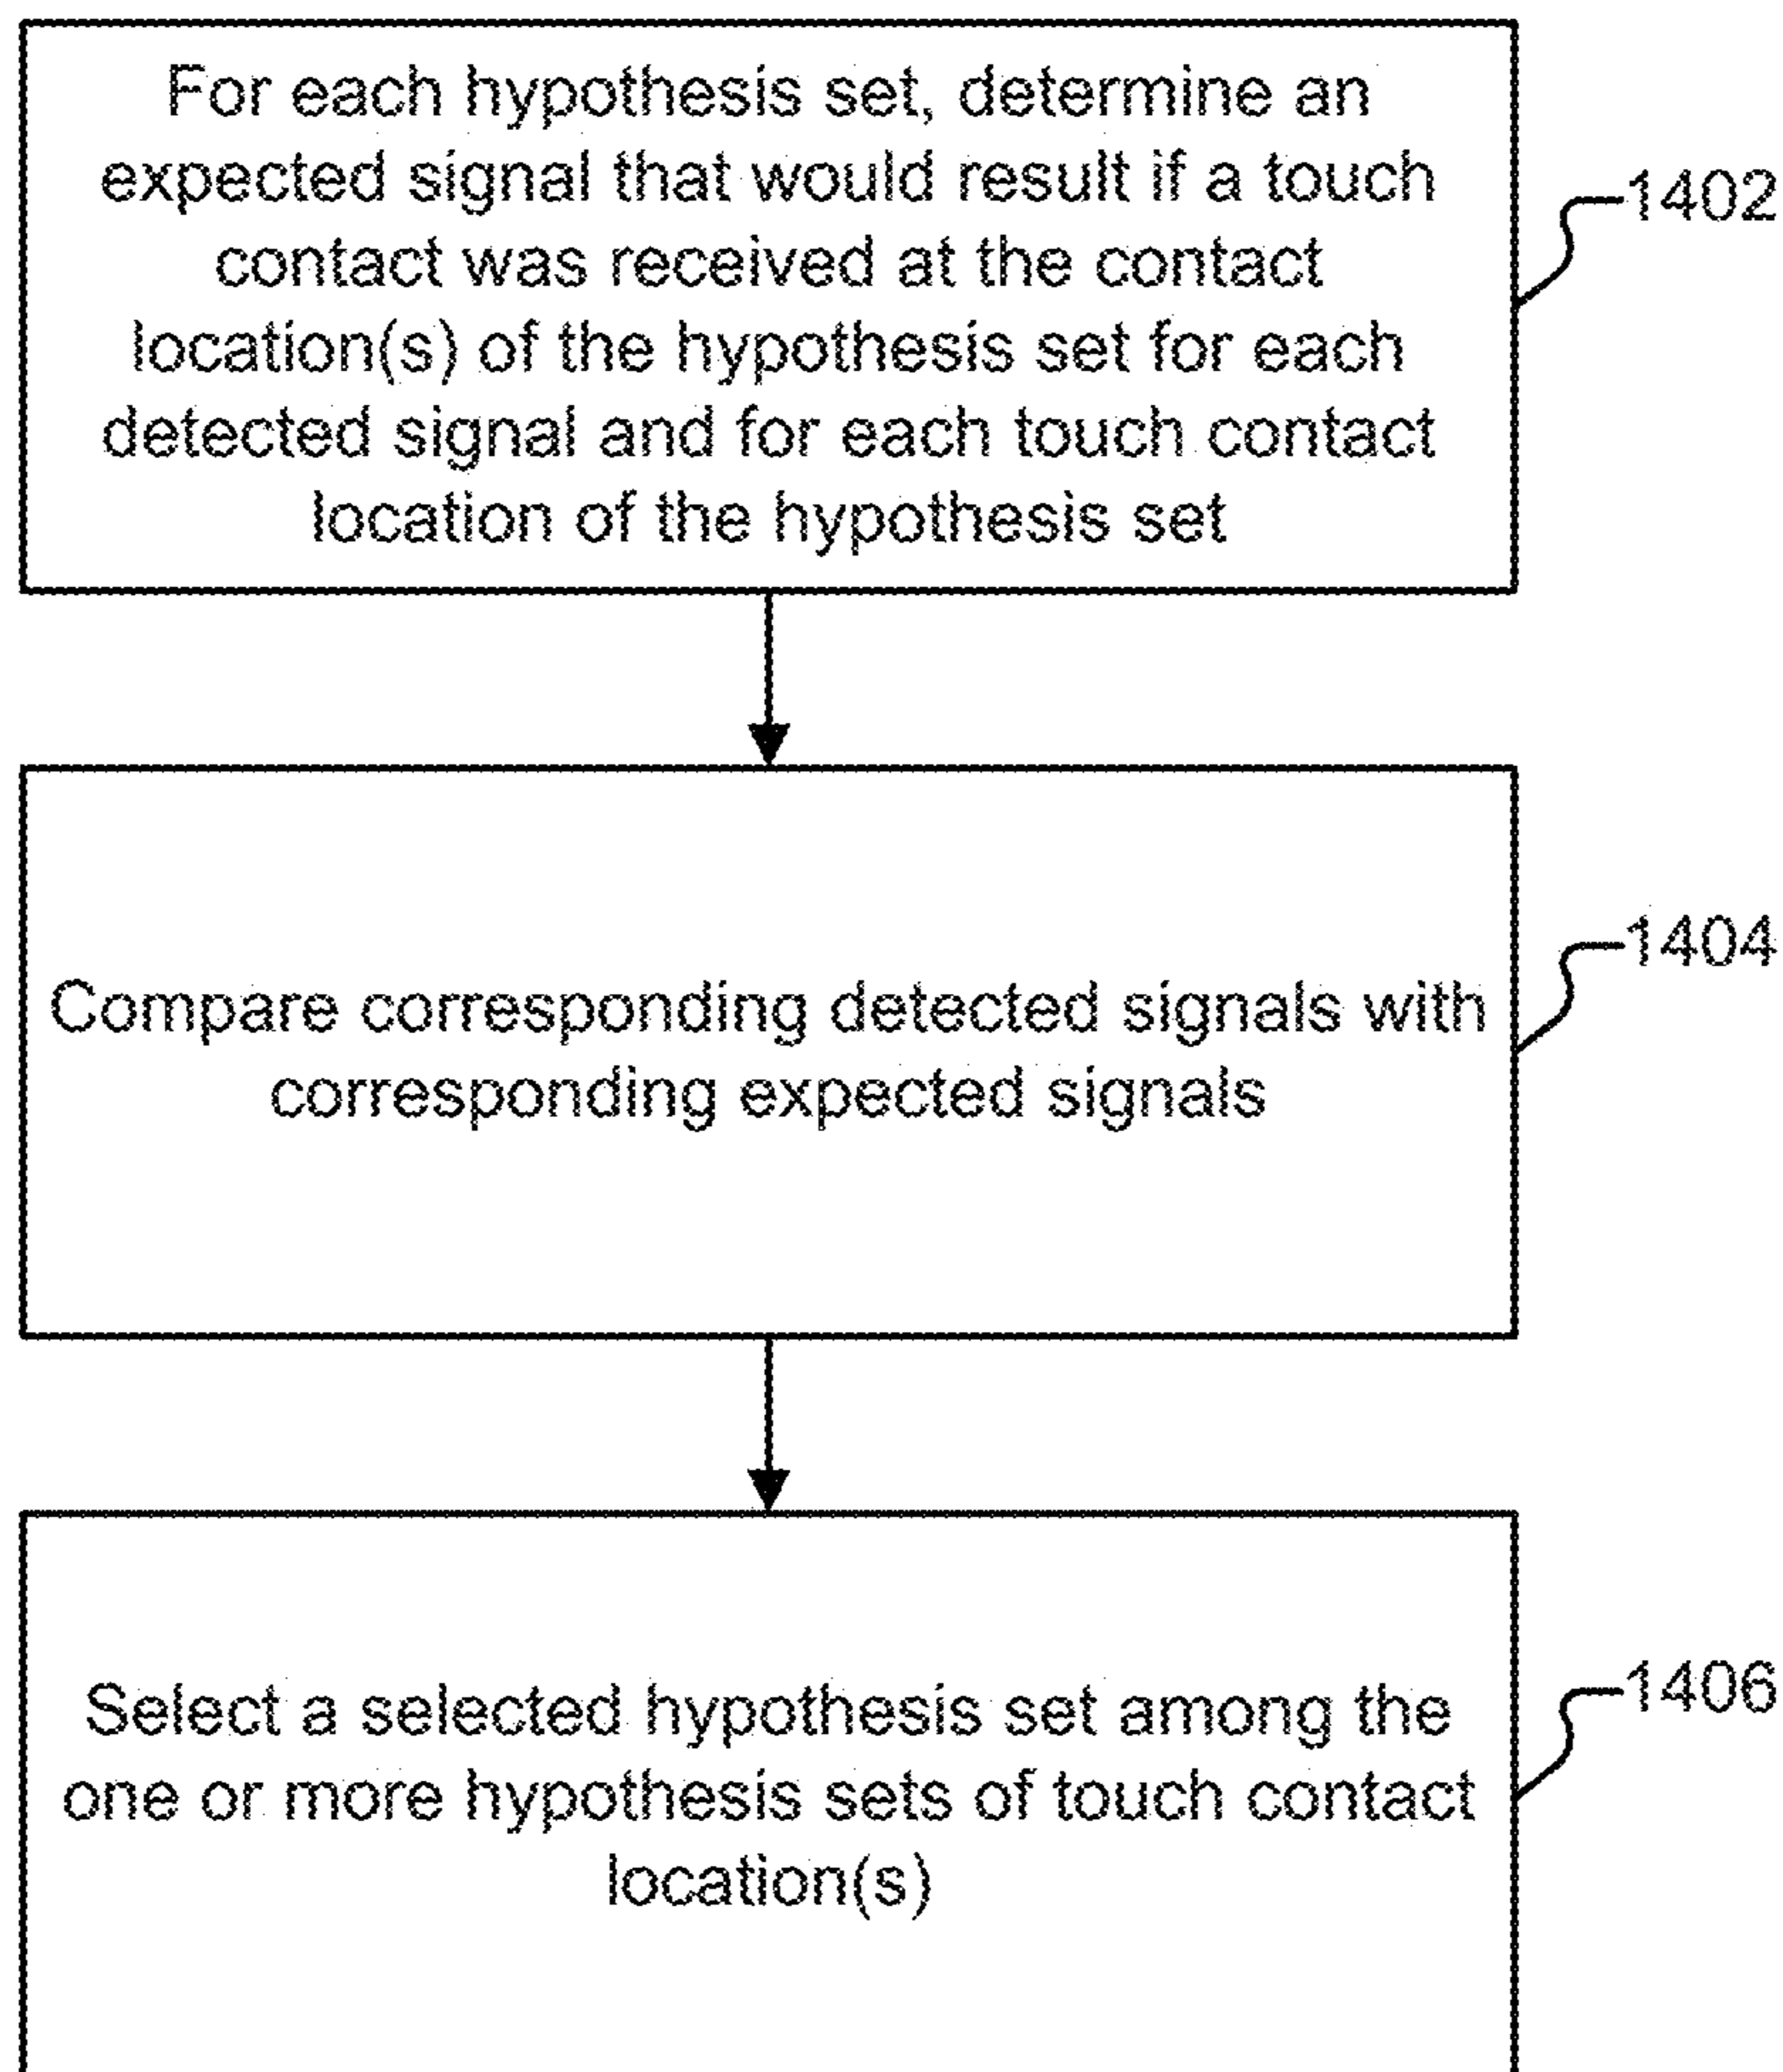 For each hypothesis set, determine an
expected signal that would result if a touch
contact was received at the contact
location(s) of the hypothesis set for each
detected signal and for each touch contact
location of the hypothesis set
1402
Compare corresponding detected signals with
corresponding expected signals
1404
Select a selected hypothesis set among the
one or more hypothesis sets of touch contact
location(s)
1406